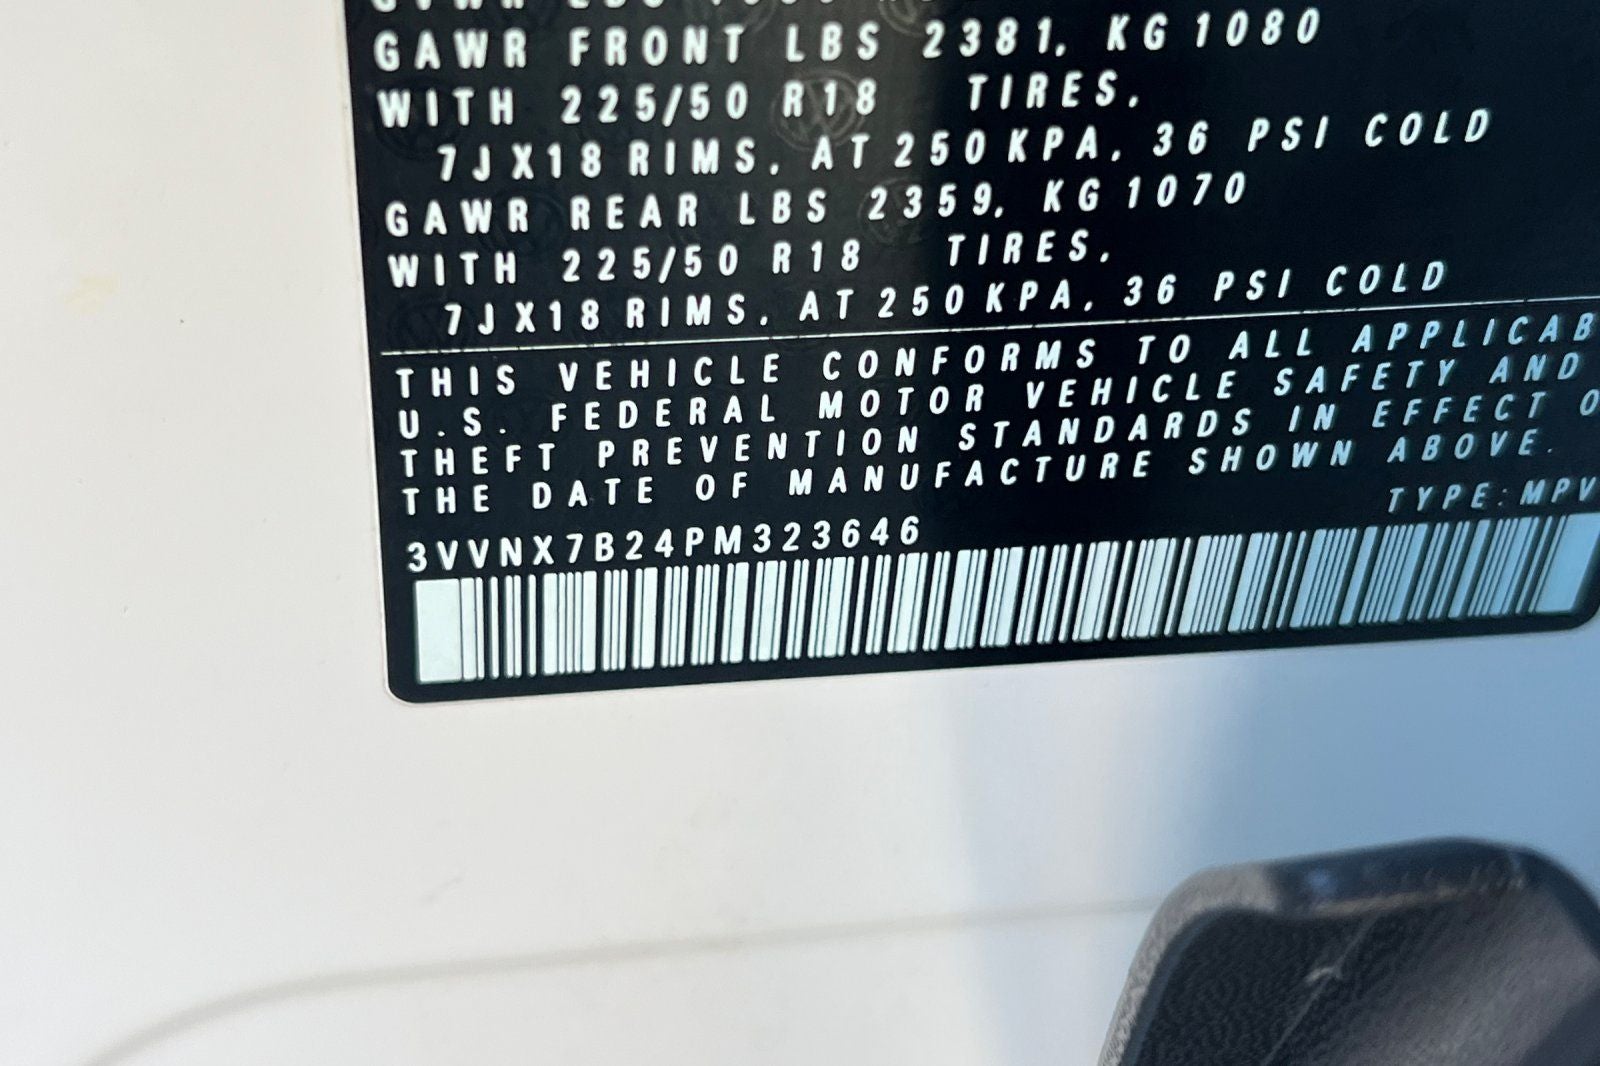 GAWR FRONT LBS 2381, KG 1080
WITH 225/50 R18 TIRES,
7JX18 RIMS, AT 250 KPA, 36 PSI COLD
GAWR REAR LBS 2359, KG 1070
WITH 225/50 R18 TIRES,
7JX18 RIMS, AT 250 KPA, 36 PSI COLD
THIS VEHICLE CONFORMS TO ALL APPLICAB
U.S. FEDERAL MOTOR VEHICLE SAFETY AND
THEFT PREVENTION STANDARDS IN EFFECT O
THE DATE OF MANUFACTURE SHOWN ABOVE.
TYPE:MPV
3VVNX7B24PM323646